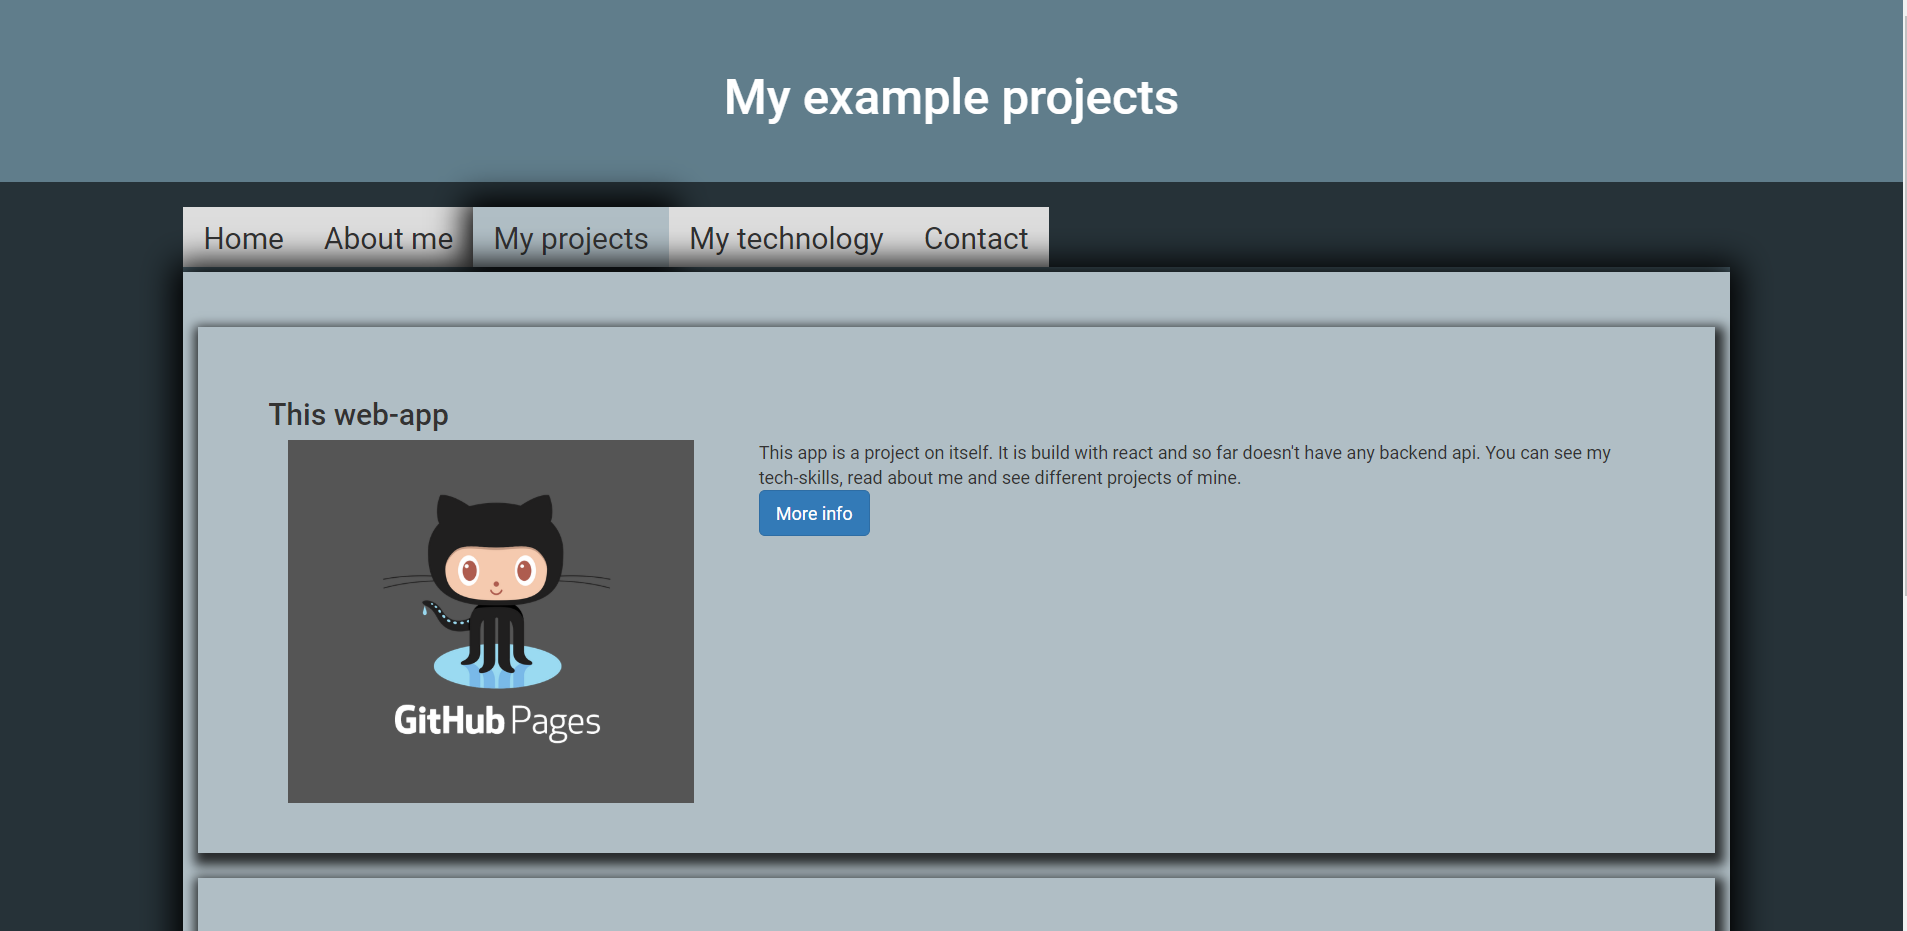 My example projects
Home About me My projects My technology Contact
This web-app
This app is a project on itself. It is build with react and so far doesn't have any backend api. You can see my
tech-skills, read about me and see different projects of mine.
More info
GitHub Pages